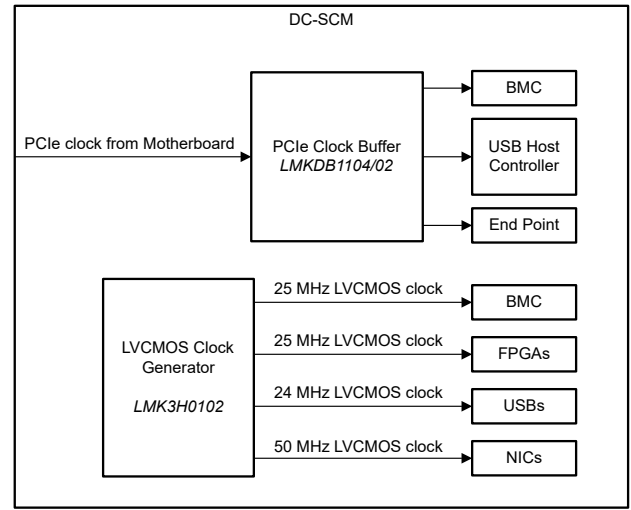 DC-SCM
PCIe clock from Motherboard
PCIe Clock Buffer
LMKDB1104/02
BMC
USB Host
Controller
End Point
LVCMOS Clock
Generator
LMK3H0102
25 MHz LVCMOS clock
BMC
25 MHz LVCMOS clock
FPGAs
24 MHz LVCMOS clock
USBs
50 MHz LVCMOS clock
NICs